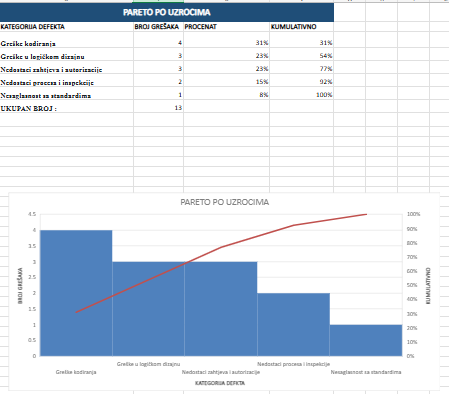 PARETO PO UZROCIMA
KATEGORIJA DEFEKTA BROJ GREŠAKA PROCENAT KUMULATIVNO
Greške kodiranja 4 31% 31%
Greške u logičkom dizajnu 3 23% 54%
Nedostaci zahtjeva i autorizacije 3 23% 77%
Nedostaci procesa i inspekcije 2 15% 92%
Nesaglasnost sa standardima 1 8% 100%
UKUPAN BROJ : 13
PARETO PO UZROCIMA
4.5 100%
4 90%
3.5 80%
3 70%
2.5 60%
2 50%
1.5 40%
1 30%
0.5 20%
0 10%
0%
BROJ GREŠAKA
KUMULATIVNO
Greške kodiranja
Greške u logičkom dizajnu
Nedostaci zahtjeva i autorizacije
Nedostaci procesa i inspekcije
Nesaglasnost sa standardima
KATEGORIJA DEFKTA